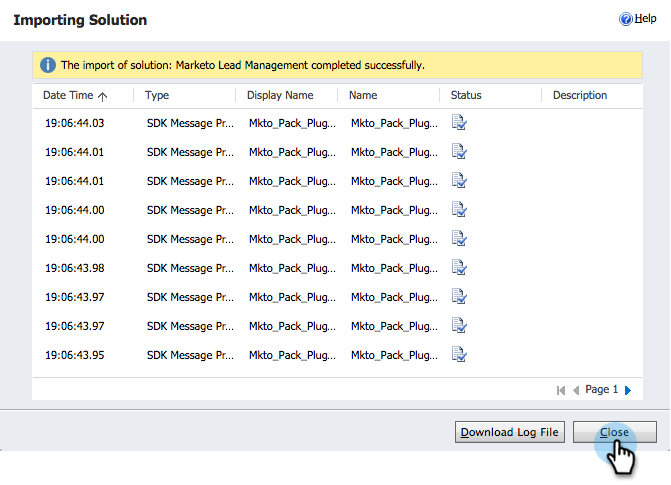 Importing Solution
Help
The import of solution: Marketo Lead Management completed successfully.
Date Time Type Display Name Name Status Description
19:06:44.03 SDK Message Pr... Mkto_Pack_Plug... Mkto_Pack_Plug...
19:06:44.01 SDK Message Pr... Mkto_Pack_Plug... Mkto_Pack_Plug...
19:06:44.01 SDK Message Pr... Mkto_Pack_Plug... Mkto_Pack_Plug...
19:06:44.00 SDK Message Pr... Mkto_Pack_Plug... Mkto_Pack_Plug...
19:06:44.00 SDK Message Pr... Mkto_Pack_Plug... Mkto_Pack_Plug...
19:06:43.98 SDK Message Pr... Mkto_Pack_Plug... Mkto_Pack_Plug...
19:06:43.97 SDK Message Pr... Mkto_Pack_Plug... Mkto_Pack_Plug...
19:06:43.97 SDK Message Pr... Mkto_Pack_Plug... Mkto_Pack_Plug...
19:06:43.95 SDK Message Pr... Mkto_Pack_Plug... Mkto_Pack_Plug...
Page 1
Download Log File Close